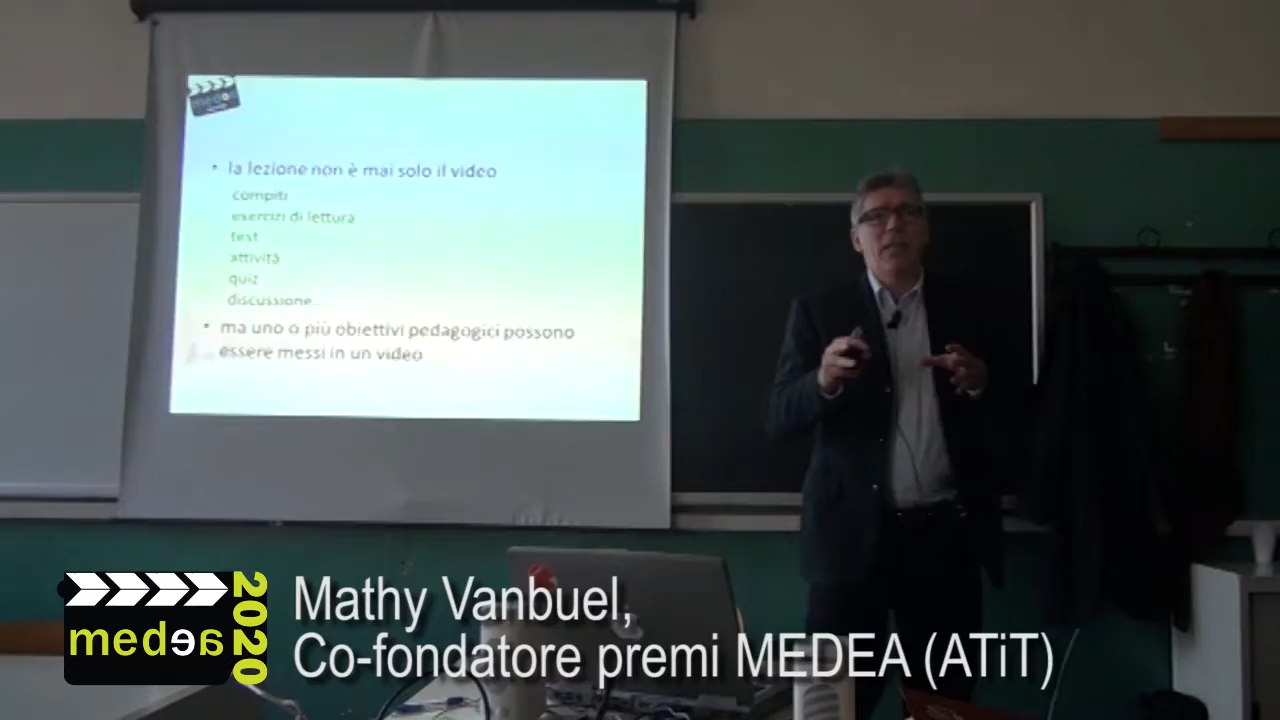 la lezione non è mai solo il video
compiti
esercizi di lettura
test
attività
quiz
discussione...
ma uno o più obiettivi pedagogici possono
essere messi in un video
medea
2020
Mathy Vanbuel,
Co-fondatore premi MEDEA (ATiT)